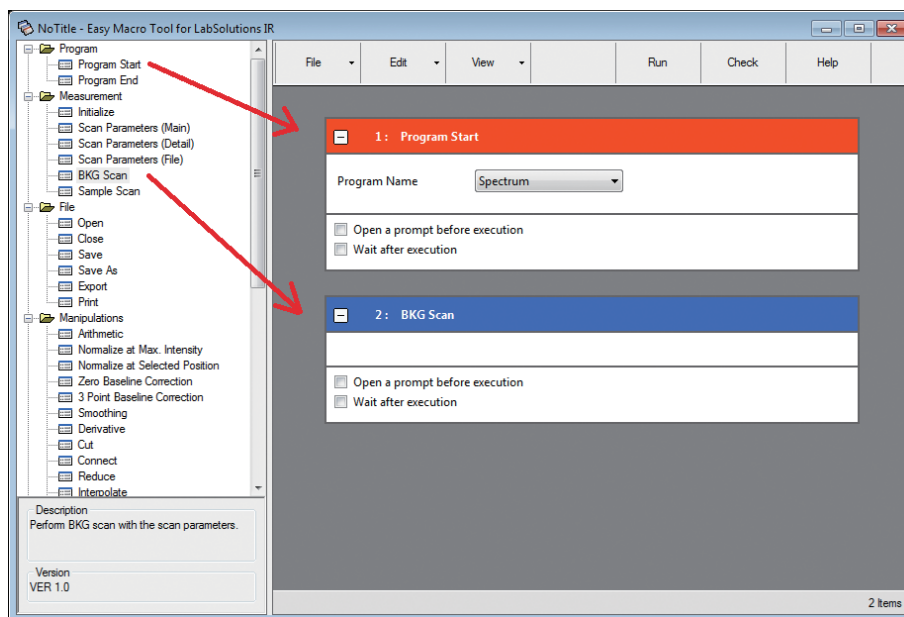 NoTitle - Easy Macro Tool for LabSolutions IR
Program
Program Start
Program End
Measurement
Initialize
Scan Parameters (Main)
Scan Parameters (Detail)
Scan Parameters (File)
BKG Scan
Sample Scan
File
Open
Close
Save
Save As
Export
Print
Manipulations
Arithmetic
Normalize at Max. Intensity
Normalize at Selected Position
Zero Baseline Correction
3 Point Baseline Correction
Smoothing
Derivative
Cut
Connect
Reduce
Interpolate
Description
Perform BKG scan with the scan parameters.
Version
VER 1.0
File Edit View Run Check Help
1: Program Start
Program Name Spectrum
Open a prompt before execution
Wait after execution
2: BKG Scan
Open a prompt before execution
Wait after execution
2 Items